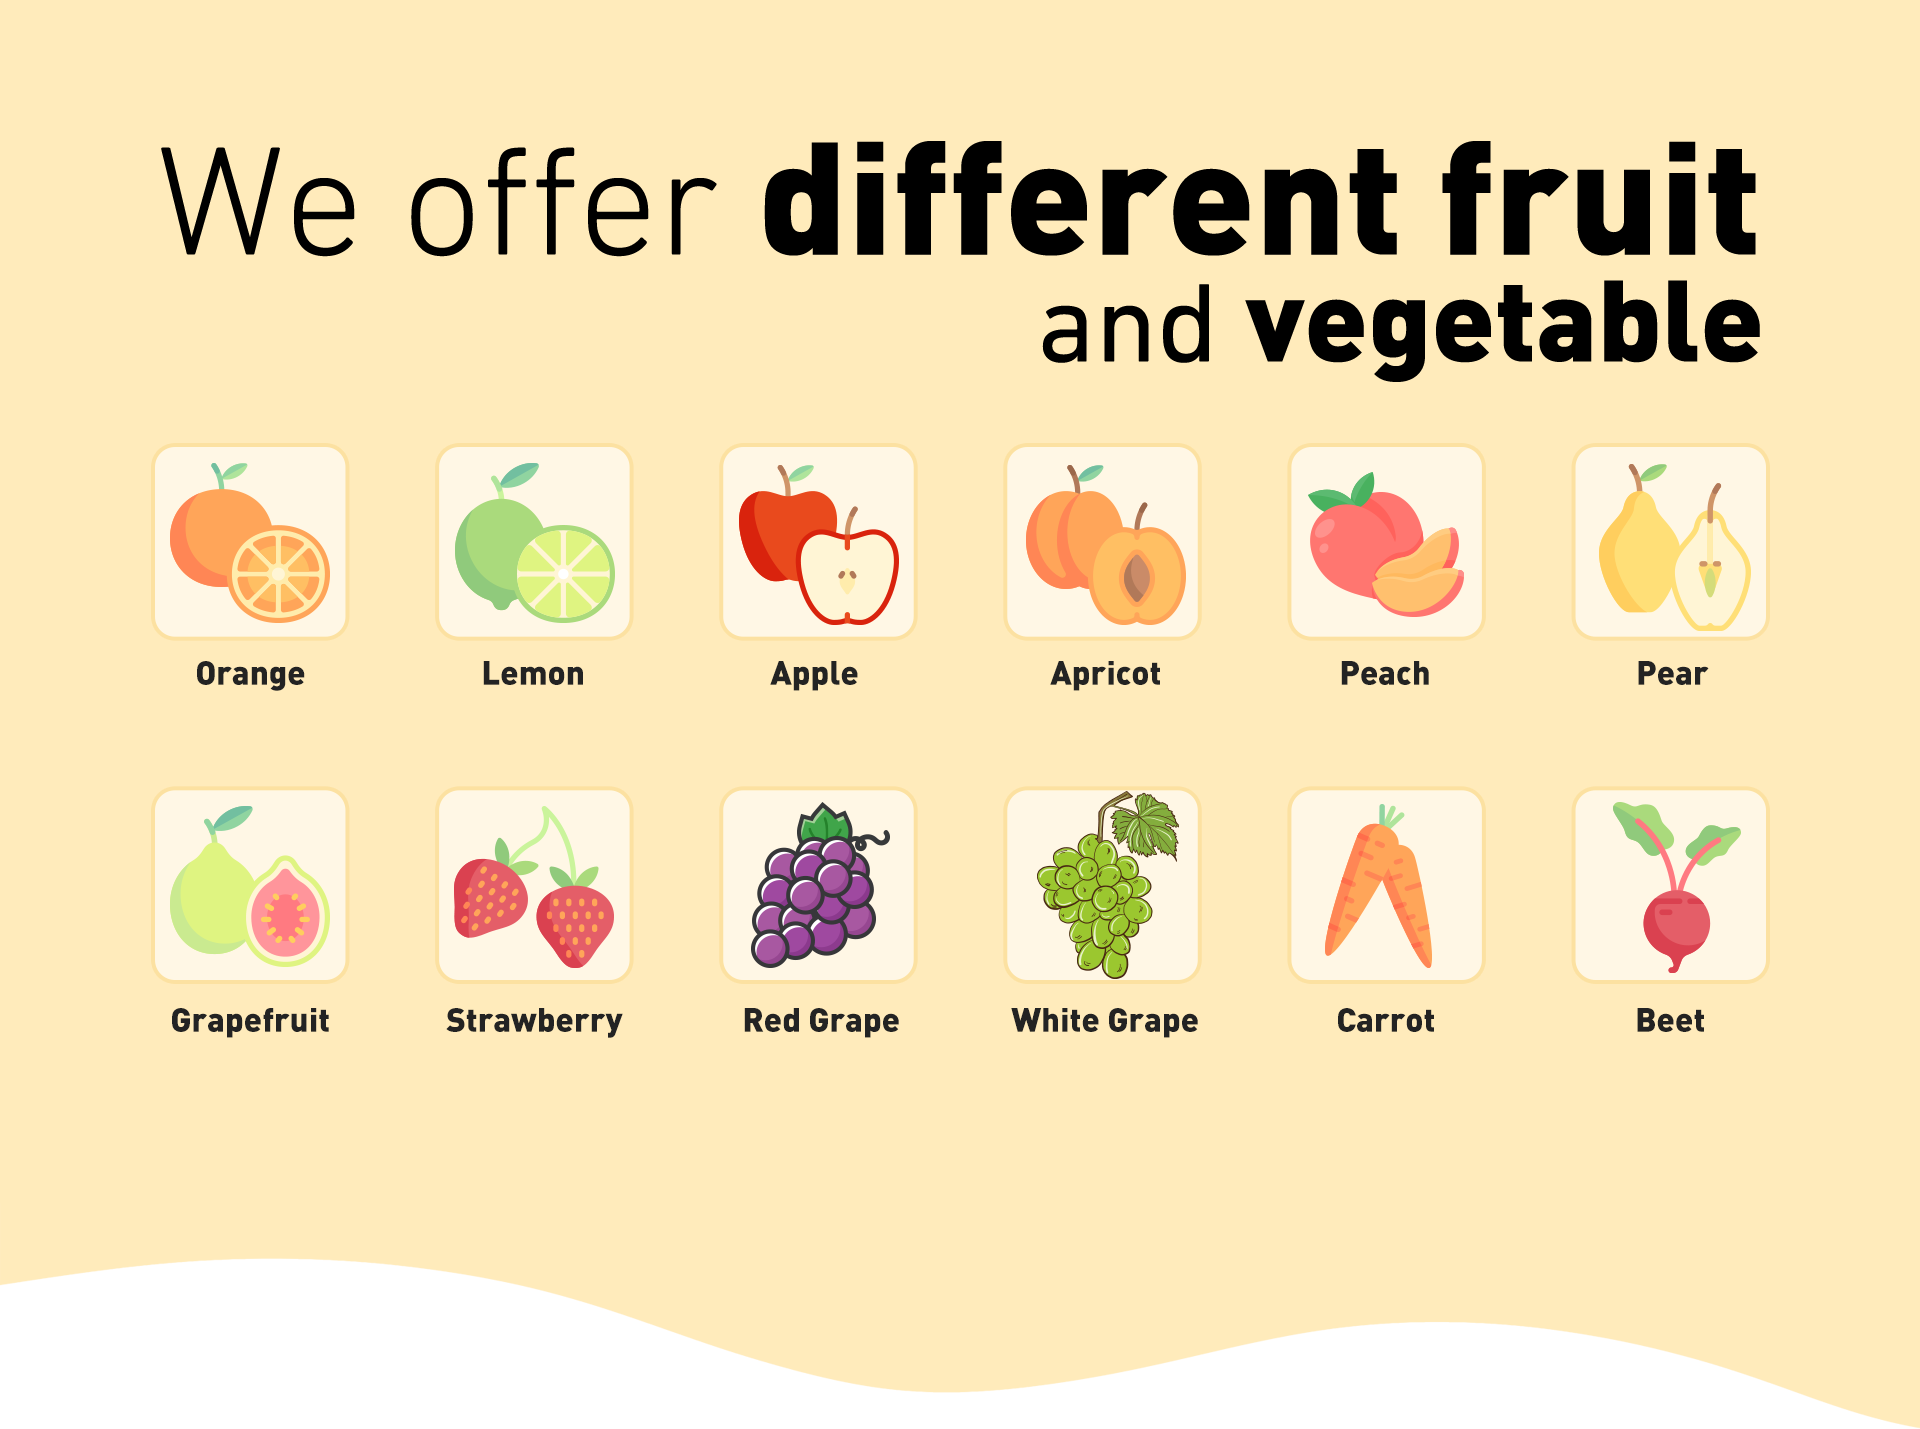 We offer different fruit
and vegetable
Orange
Lemon
Apple
Apricot
Peach
Pear
Grapefruit
Strawberry
Red Grape
White Grape
Carrot
Beet